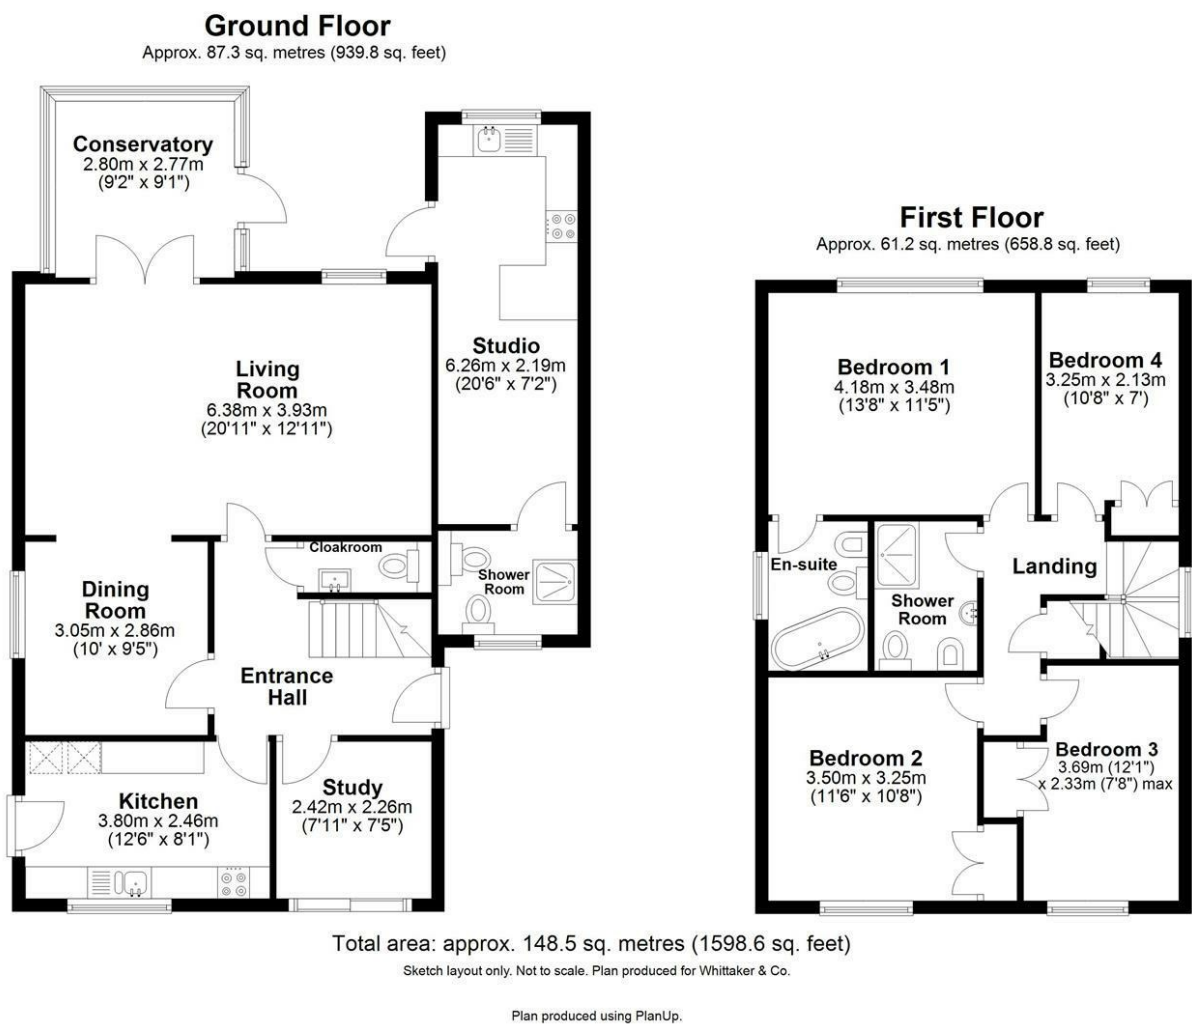 Ground Floor
Approx. 87.3 sq. metres (939.8 sq. feet)
Conservatory
2.80m x 2.77m
(9'2" x 9'1")
Studio
6.26m x 2.19m
(20'6" x 7'2")
Living
Room
6.38m x 3.93m
(20'11" x 12'11")
Cloakroom
Shower
Room
Dining
Room
3.05m x 2.86m
(10' x 9'5")
Entrance
Hall
Kitchen
3.80m x 2.46m
(12'6" x 8'1")
Study
2.42m x 2.26m
(7'11" x 7'5")
First Floor
Approx. 61.2 sq. metres (658.8 sq. feet)
Bedroom 1
4.18m x 3.48m
(13'8" x 11'5")
Bedroom 4
3.25m x 2.13m
(10'8" x 7')
En-suite
Shower
Room
Landing
Bedroom 2
3.50m x 3.25m
(11'6" x 10'8")
Bedroom 3
3.69m (12'1")
x 2.33m (7'8") max
Total area: approx. 148.5 sq. metres (1598.6 sq. feet)
Sketch layout only. Not to scale. Plan produced for Whittaker & Co.
Plan produced using PlanUp.